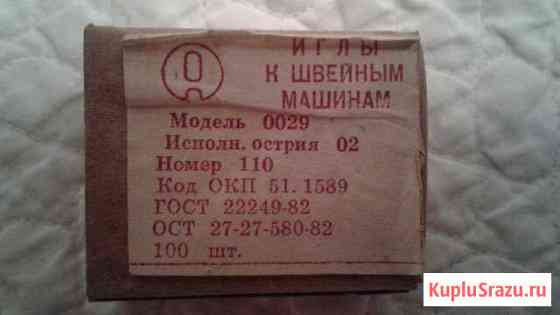 О
ИГЛЫ
К ШВЕЙНЫМ
МАШИНАМ
Модель 0029
Исполн. острия 02
Номер 110
Код ОКП 51.1589
ГОСТ 22249-82
ОСТ 27-27-580-82
100 шт.
KupluSrazu.ru